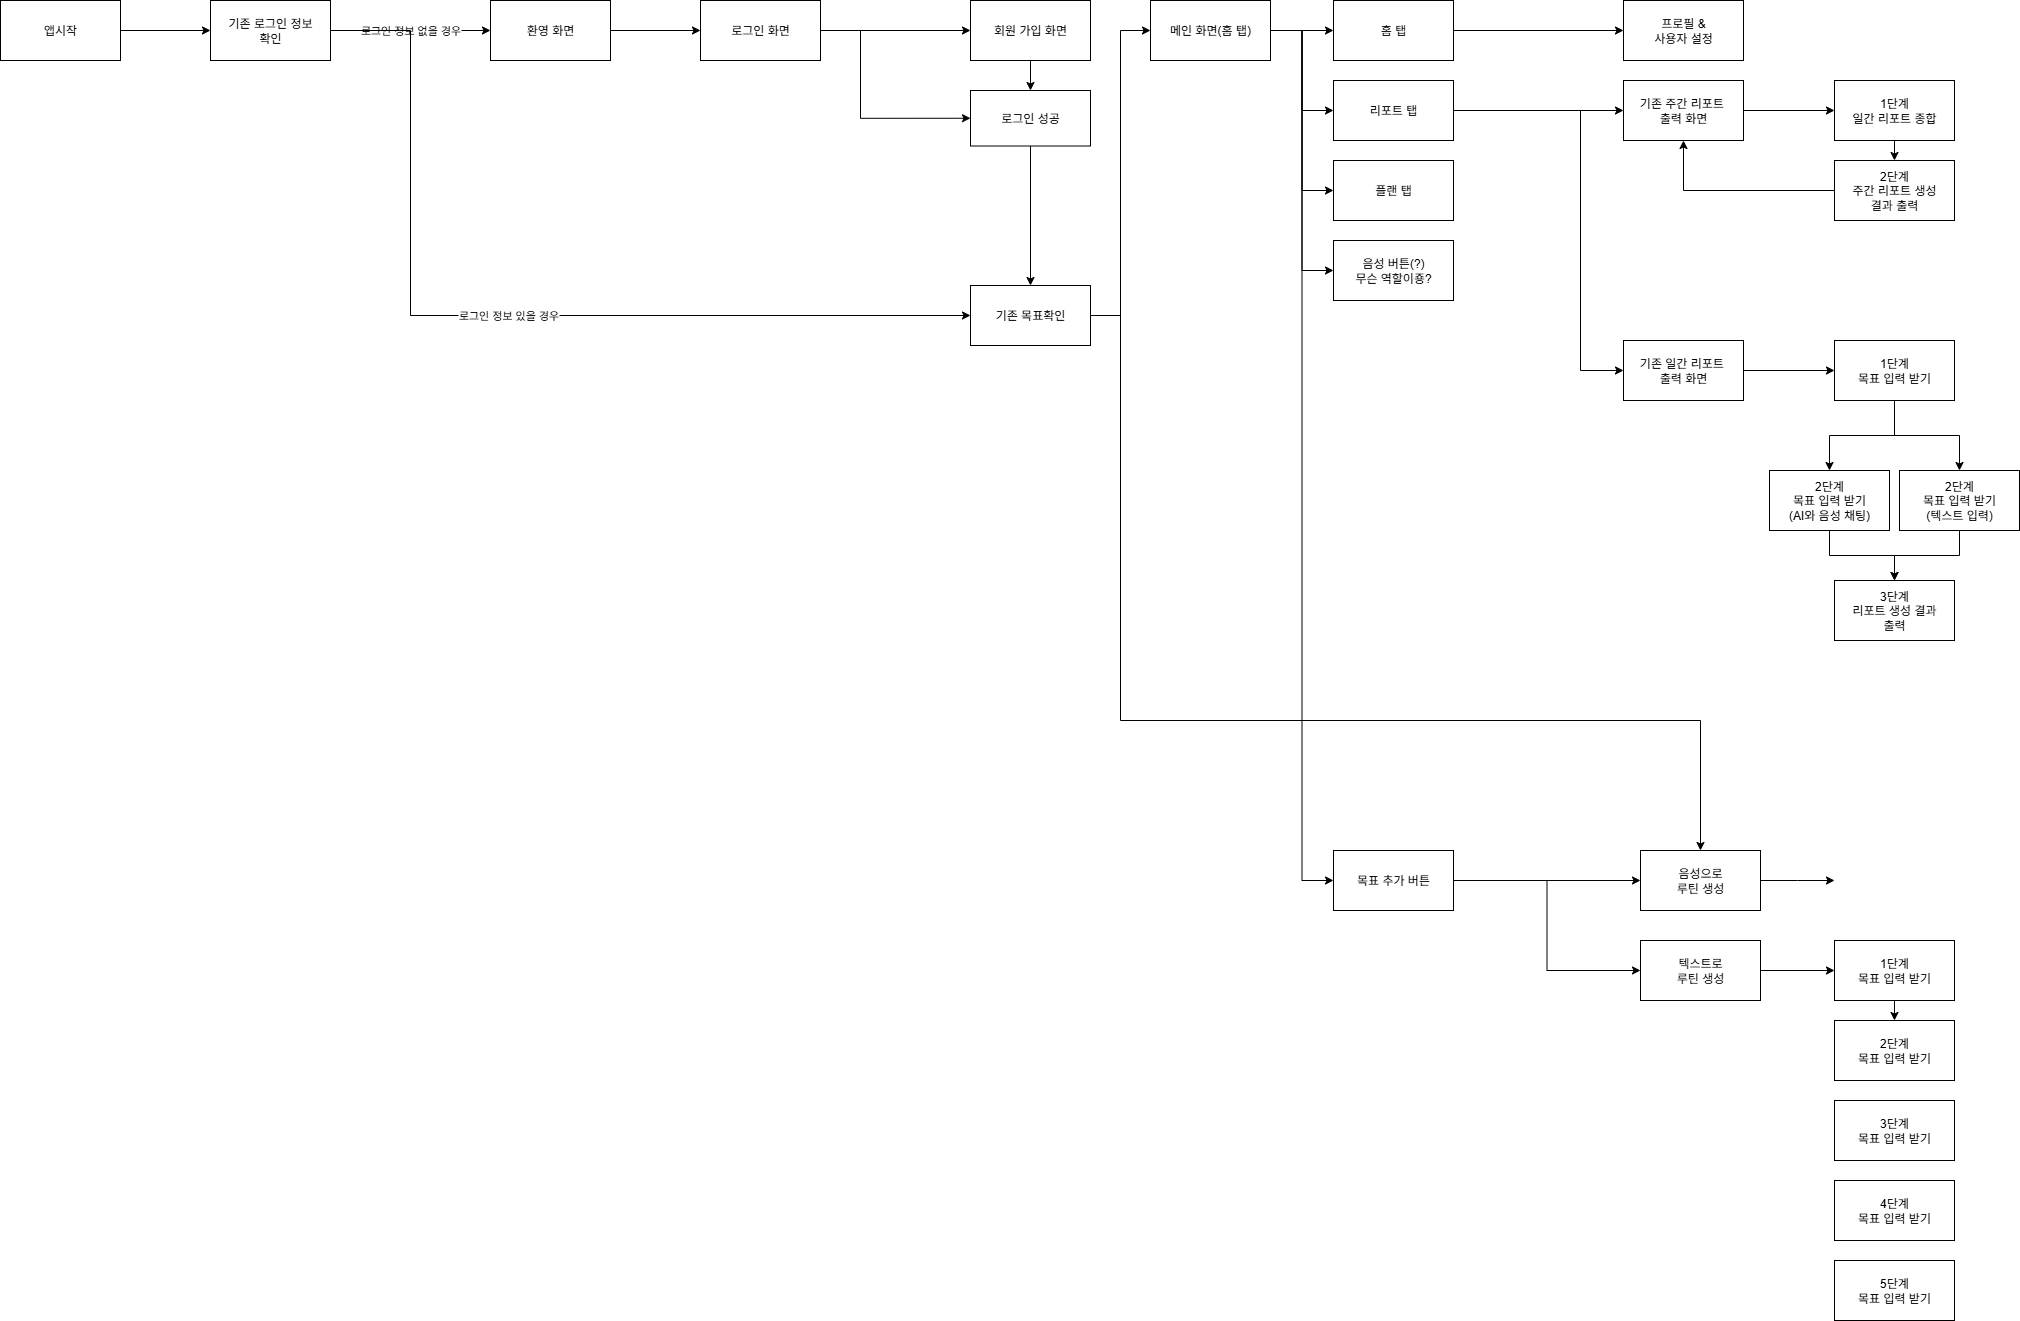 앱시작
기존 로그인 정보
확인
로그인 정보 없을 경우
환영 화면
로그인 화면
회원 가입 화면
로그인 성공
로그인 정보 있을 경우
기존 목표확인
메인 화면(홈 탭)
홈 탭
프로필 &
사용자 설정
리포트 탭
기존 주간 리포트
출력 화면
1단계
일간 리포트 종합
2단계
주간 리포트 생성
결과 출력
플랜 탭
음성 버튼(?)
무슨 역할이죵?
기존 일간 리포트
출력 화면
1단계
목표 입력 받기
2단계
목표 입력 받기
(AI와 음성 채팅)
2단계
목표 입력 받기
(텍스트 입력)
3단계
리포트 생성 결과
출력
목표 추가 버튼
음성으로
루틴 생성
텍스트로
루틴 생성
1단계
목표 입력 받기
2단계
목표 입력 받기
3단계
목표 입력 받기
4단계
목표 입력 받기
5단계
목표 입력 받기